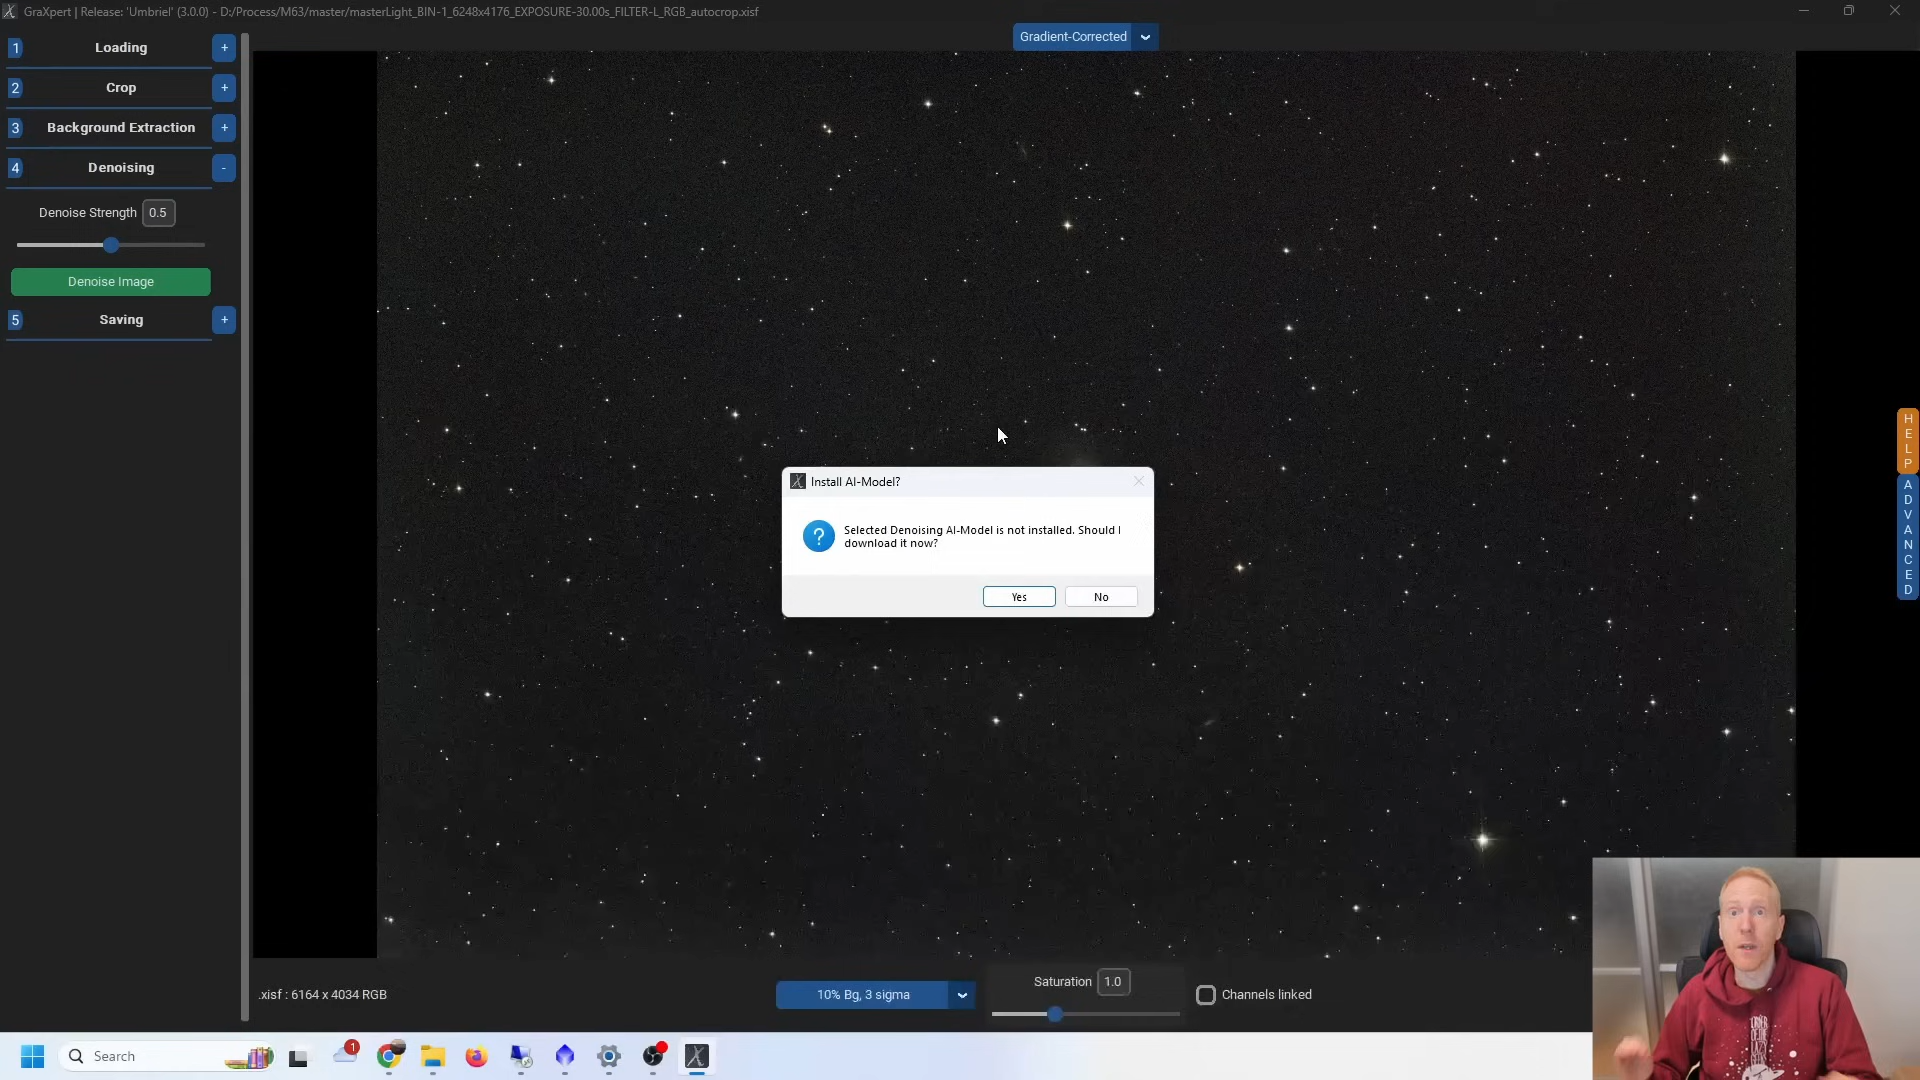 GraXpert | Release: 'Umbriel' (3.0.0) - D:/Process/M63/master/masterLight_BIN-1_6248x4176_EXPOSURE-30.00s_FILTER-L_RGB_autocrop.xisf
Gradient-Corrected
1 Loading +
2 Crop +
3 Background Extraction +
4 Denoising -
Denoise Strength 0.5
Denoise Image
5 Saving +
HELP
ADVANCED
Install AI-Model?
Selected Denoising AI-Model is not installed. Should I
download it now?
Yes No
.xisf : 6164 x 4034 RGB
10% Bg, 3 sigma
Saturation 1.0
Channels linked
Search
1